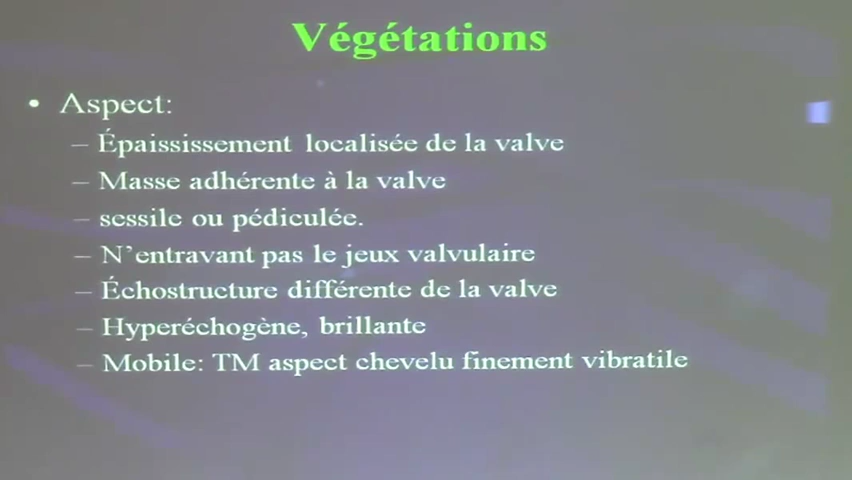 Végétations
• Aspect:
– Épaississement localisée de la valve
– Masse adhérente à la valve
– sessile ou pédiculée.
– N’entravant pas le jeux valvulaire
– Échostructure différente de la valve
– Hyperéchogène, brillante
– Mobile: TM aspect chevelu finement vibratile